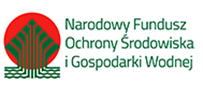 Narodowy Fundusz
Ochrony Środowiska
i Gospodarki Wodnej